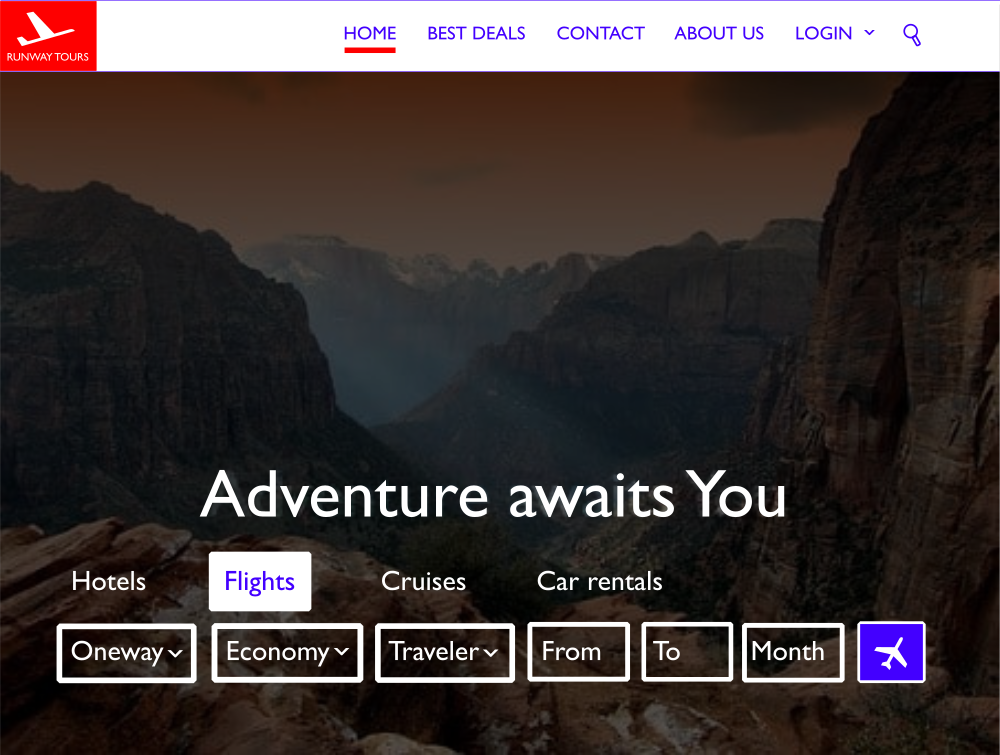 RUNWAY TOURS
HOME BEST DEALS CONTACT ABOUT US LOGIN
Adventure awaits You
Hotels Flights Cruises Car rentals
Oneway Economy Traveler From To Month